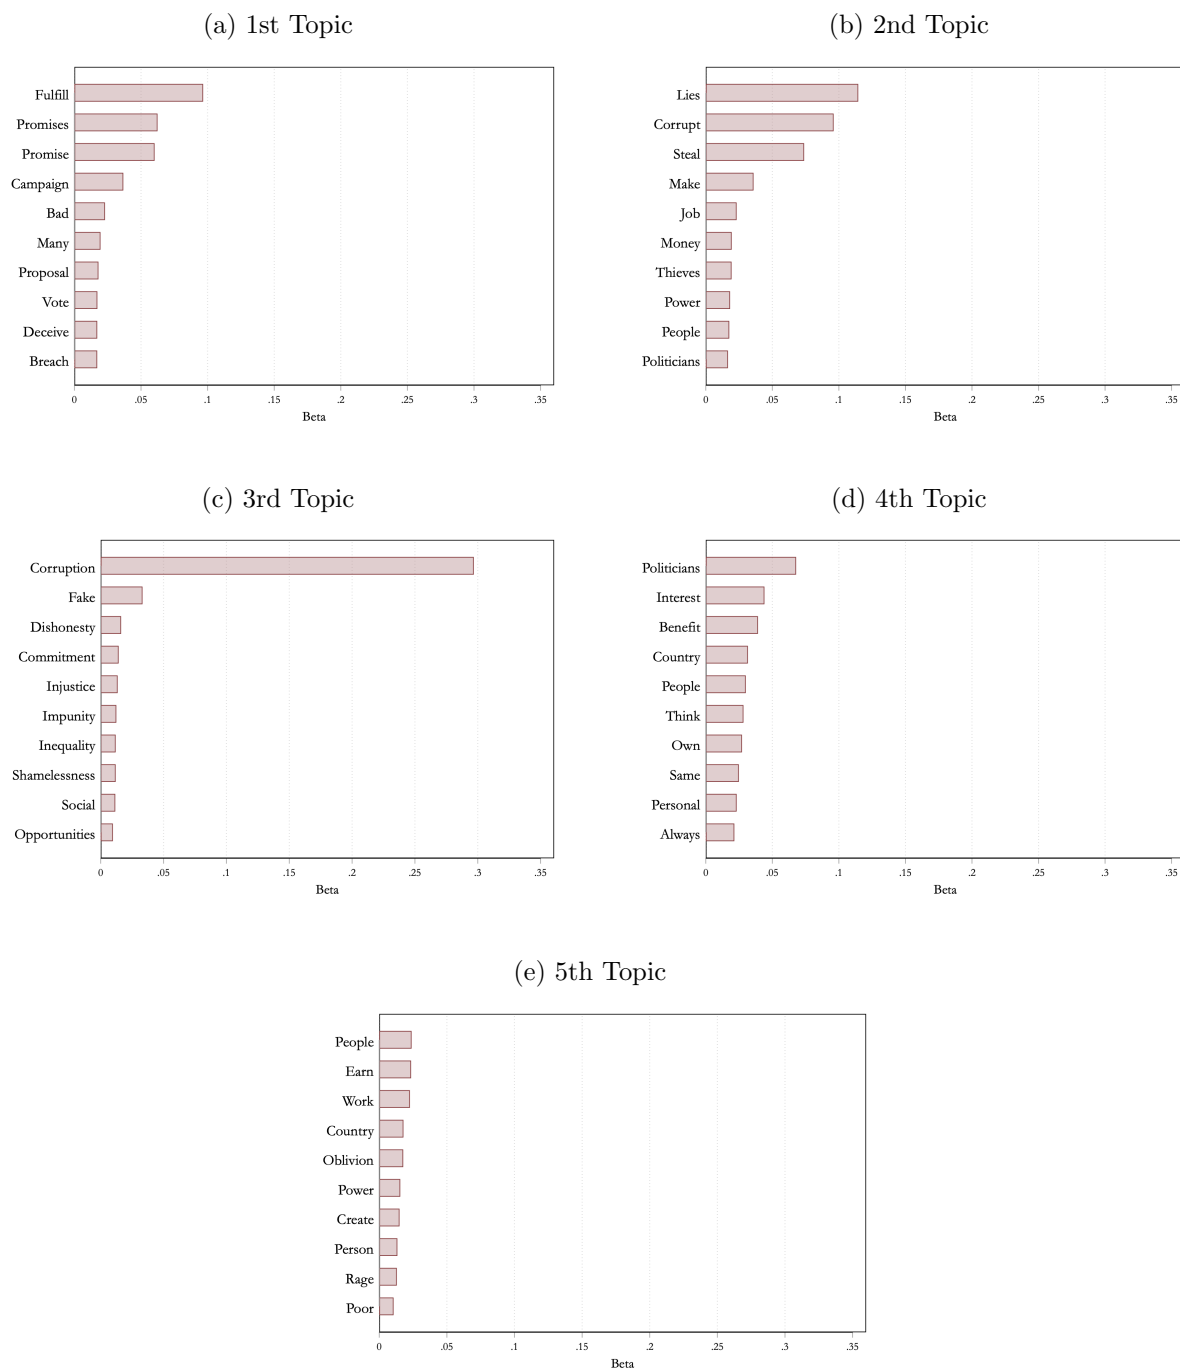 (a) 1st Topic
Fulfill
Promises
Promise
Campaign
Bad
Many
Proposal
Vote
Deceive
Breach
0 .05 .1 .15 .2 .25 .3 .35
Beta
(b) 2nd Topic
Lies
Corrupt
Steal
Make
Job
Money
Thieves
Power
People
Politicians
0 .05 .1 .15 .2 .25 .3 .35
Beta
(c) 3rd Topic
Corruption
Fake
Dishonesty
Commitment
Injustice
Impunity
Inequality
Shamelessness
Social
Opportunities
0 .05 .1 .15 .2 .25 .3 .35
Beta
(d) 4th Topic
Politicians
Interest
Benefit
Country
People
Think
Own
Same
Personal
Always
0 .05 .1 .15 .2 .25 .3 .35
Beta
(e) 5th Topic
People
Earn
Work
Country
Oblivion
Power
Create
Person
Rage
Poor
0 .05 .1 .15 .2 .25 .3 .35
Beta